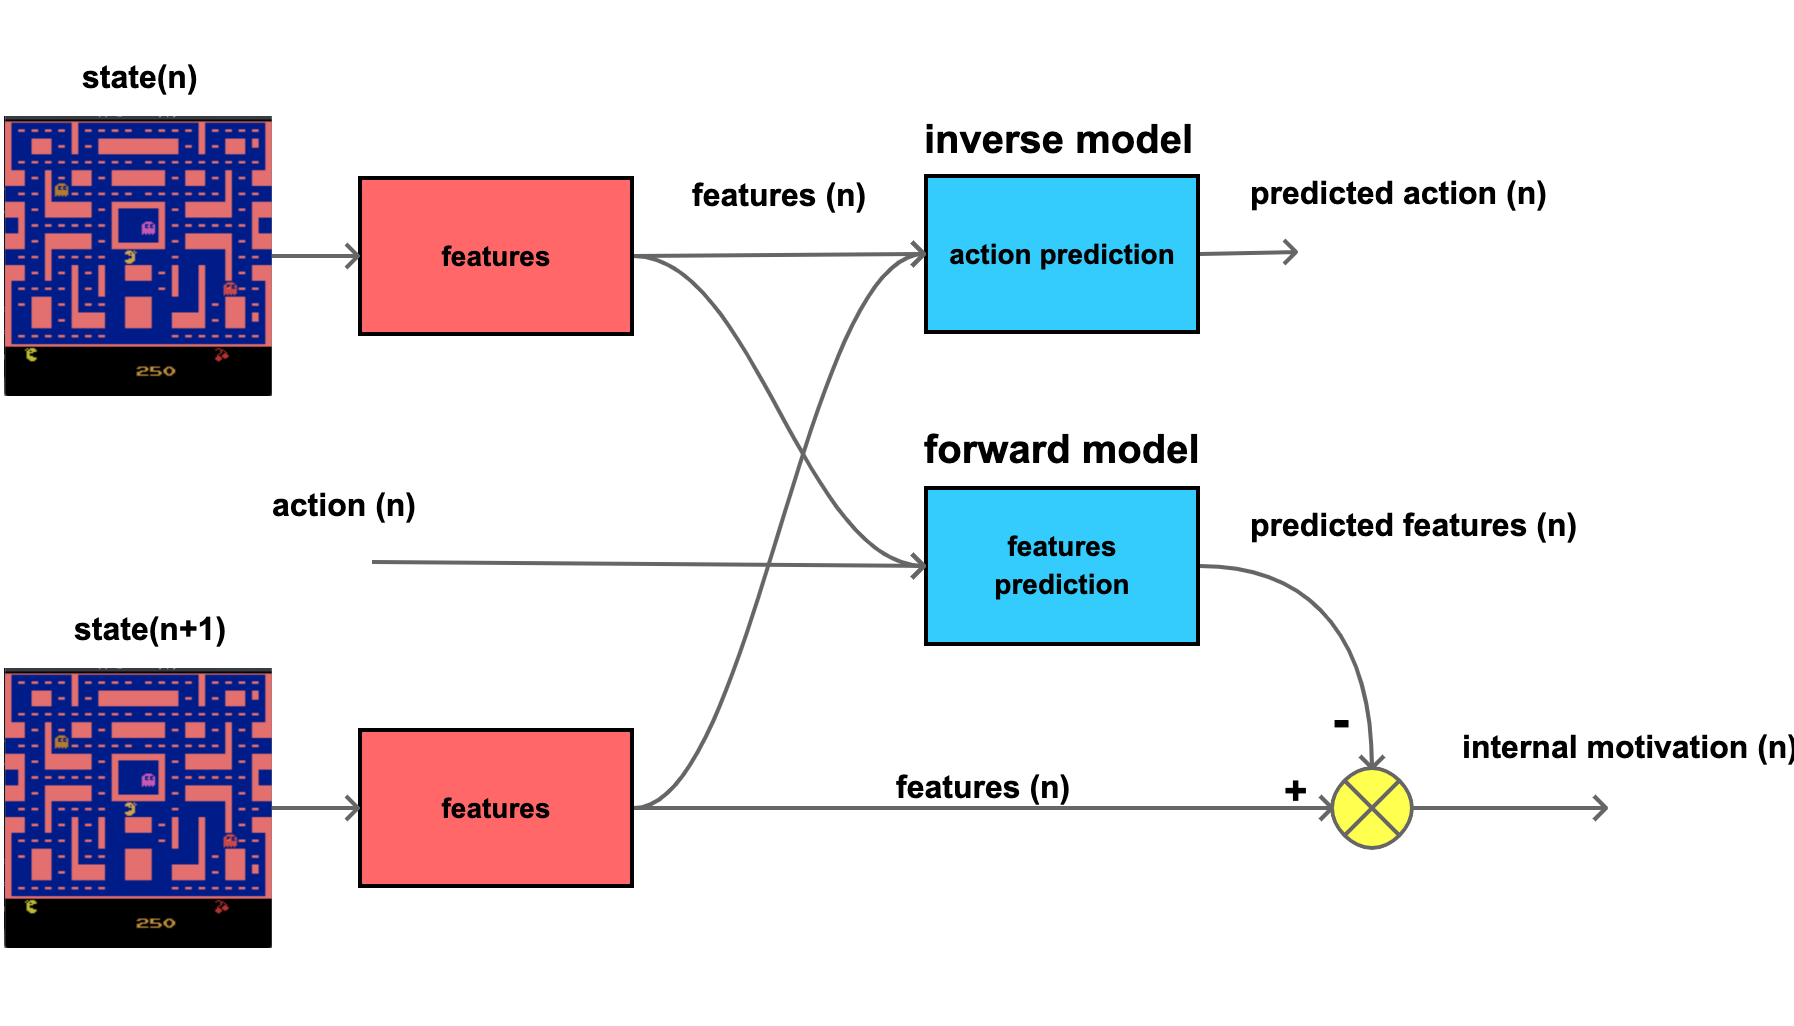 state(n)
250
features
features (n)
inverse model
action prediction
predicted action (n)
action (n)
forward model
features
prediction
predicted features (n)
state(n+1)
250
features
features (n)
-
+
internal motivation (n)